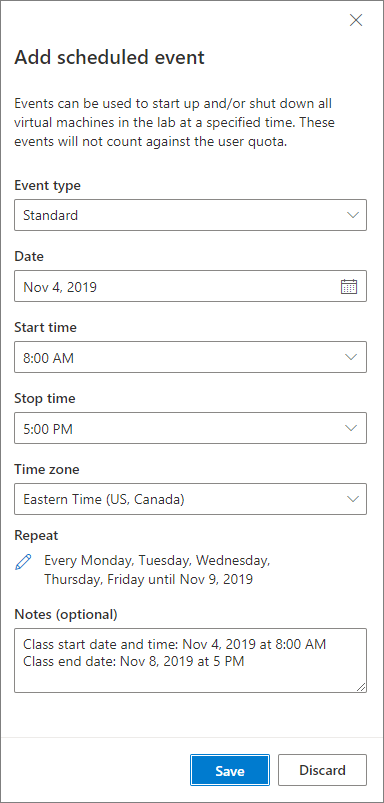 Add scheduled event
Events can be used to start up and/or shut down all
virtual machines in the lab at a specified time. These
events will not count against the user quota.
Event type
Standard
Date
Nov 4, 2019
Start time
8:00 AM
Stop time
5:00 PM
Time zone
Eastern Time (US, Canada)
Repeat
Every Monday, Tuesday, Wednesday,
Thursday, Friday until Nov 9, 2019
Notes (optional)
Class start date and time: Nov 4, 2019 at 8:00 AM
Class end date: Nov 8, 2019 at 5 PM
Save
Discard